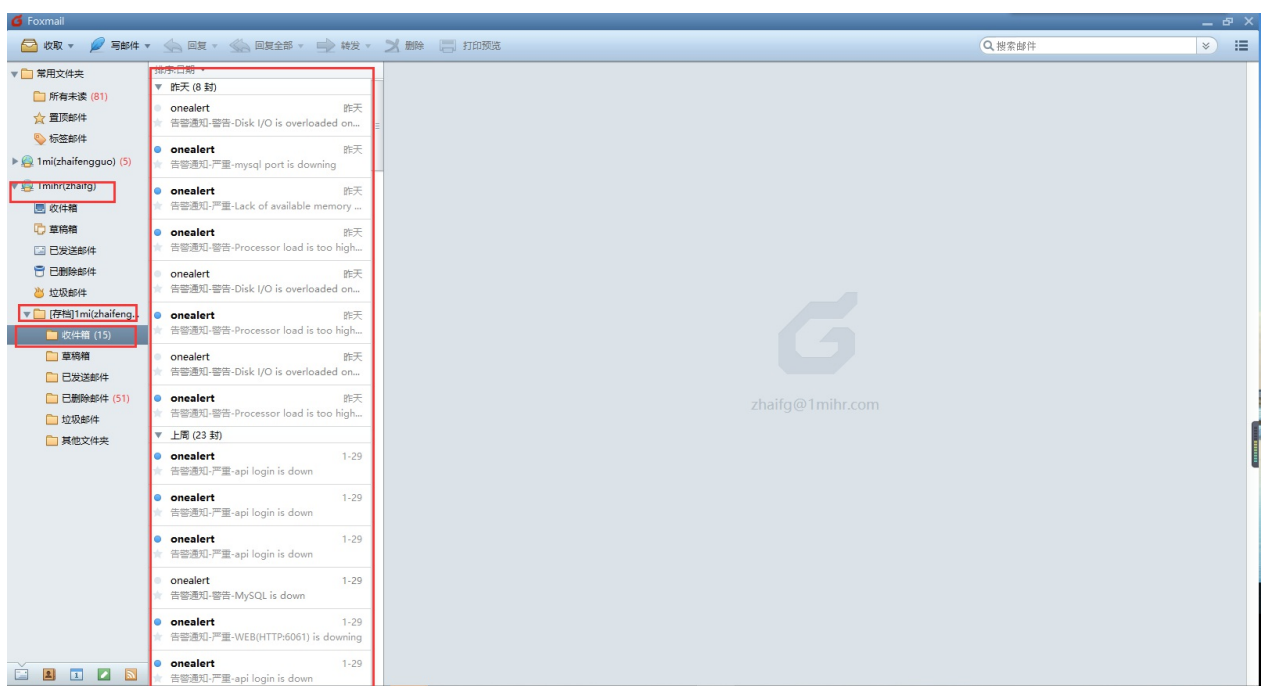 Foxmall
收取 写邮件 回复 回复全部 转发 删除 打印预览 搜索邮件
常用文件夹
所有未读 (81)
置顶邮件
标签邮件
1mi(zhaifengguo) (5)
1mihr(zhaifg)
收件箱
草稿箱
已发送邮件
已删除邮件
垃圾邮件
[存档]1mi(zhaifeng...
收件箱 (15)
草稿箱
已发送邮件
已删除邮件 (51)
垃圾邮件
其他文件夹
排序:日期
昨天 (8 封)
onealert 昨天
告警通知-警告-Disk I/O is overloaded on...
onealert 昨天
告警通知-严重-mysql port is downing
onealert 昨天
告警通知-严重-Lack of available memory ...
onealert 昨天
告警通知-警告-Processor load is too high...
onealert 昨天
告警通知-警告-Disk I/O is overloaded on...
onealert 昨天
告警通知-警告-Processor load is too high...
onealert 昨天
告警通知-警告-Disk I/O is overloaded on...
onealert 昨天
告警通知-警告-Processor load is too high...
上周 (23 封)
onealert 1-29
告警通知-严重-api login is down
onealert 1-29
告警通知-严重-api login is down
onealert 1-29
告警通知-严重-api login is down
onealert 1-29
告警通知-警告-MySQL is down
onealert 1-29
告警通知-严重-WEB(HTTP:6061) is downing
onealert 1-29
告警通知-严重-api login is down
zhaifg@1mihr.com